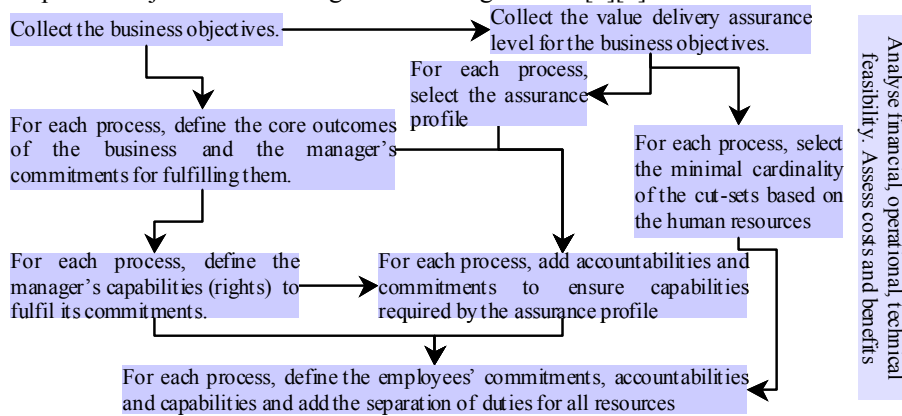 Collect the business objectives.
Collect the value delivery assurance
level for the business objectives.
For each process,
select the assurance
profile
For each process, define the core outcomes
of the business and the manager's
commitments for fulfilling them.
For each process, select
the minimal cardinality
of the cut-sets based on
the human resources
For each process, define the
manager's capabilities (rights) to
fulfil its commitments.
For each process, add accountabilities and
commitments to ensure capabilities
required by the assurance profile
For each process, define the employees' commitments, accountabilities
and capabilities and add the separation of duties for all resources
Analyse financial, operational, technical
feasibility. Assess costs and benefits